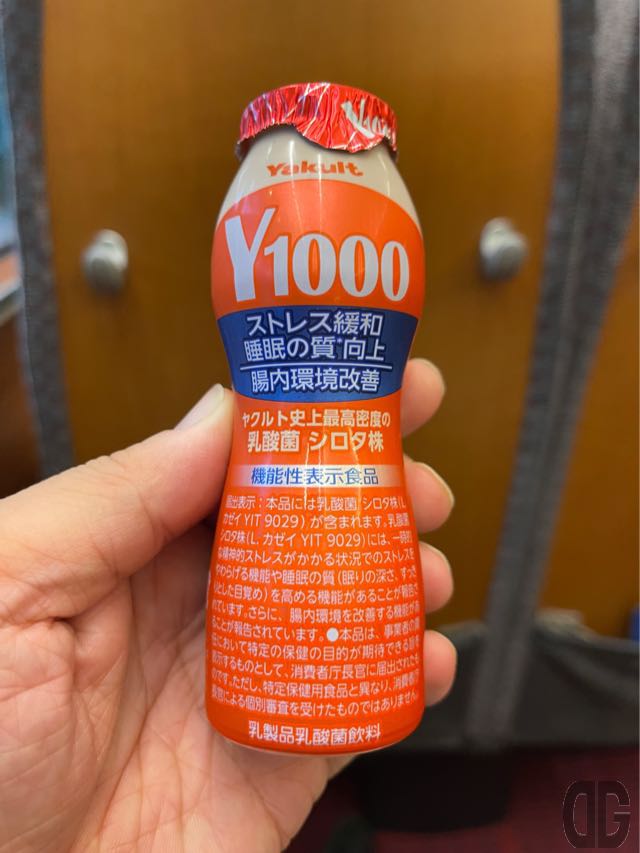 Yakult
Y1000
ストレス緩和
睡眠の質*向上
腸内環境改善
ヤクルト史上最高密度の
乳酸菌 シロタ株
機能性表示食品
届出表示:本品には乳酸菌 シロタ株(L.
カゼイ YIT 9029)が含まれます。乳酸菌
シロタ株(L. カゼイ YIT 9029)には、一時的
な精神的ストレスがかかる状況でのストレスを
やわらげる機能や睡眠の質(眠りの深さ、すっき
りとした目覚め)を高める機能があることが報告さ
れています。さらに、腸内環境を改善する機能があ
ることが報告されています。●本品は、事業者の責
任において特定の保健の目的が期待できる旨を
表示するものとして、消費者庁長官に届出されたも
のです。ただし、特定保健用食品と異なり、消費者庁
長官による個別審査を受けたものではありません。
乳製品乳酸菌飲料
DG